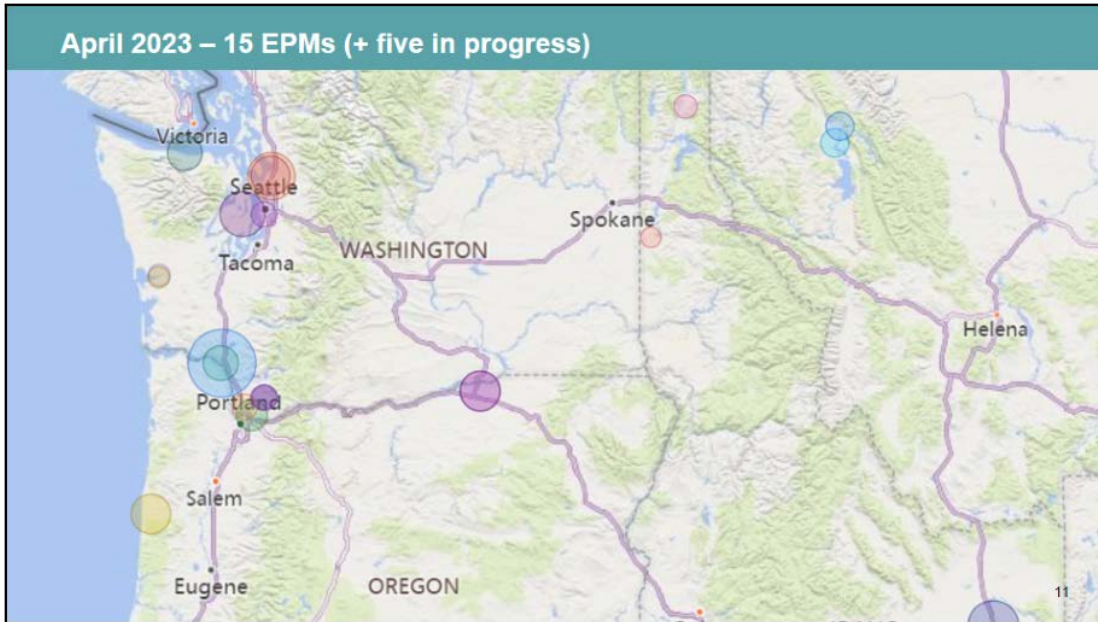 April 2023 – 15 EPMs (+ five in progress)
Victoria
Seattle
Spokane
WASHINGTON
Tacoma
Helena
Portland
Salem
Eugene
OREGON
11